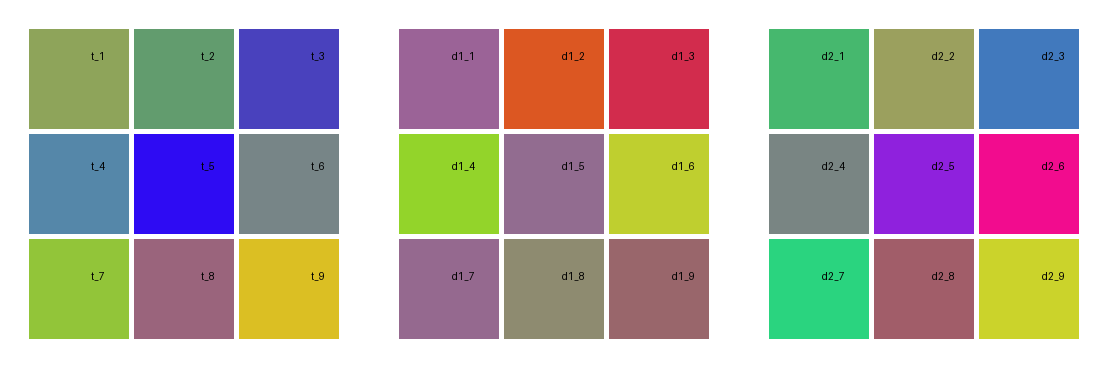 t_1 t_2 t_3 d1_1 d1_2 d1_3 d2_1 d2_2 d2_3
t_4 t_5 t_6 d1_4 d1_5 d1_6 d2_4 d2_5 d2_6
t_7 t_8 t_9 d1_7 d1_8 d1_9 d2_7 d2_8 d2_9